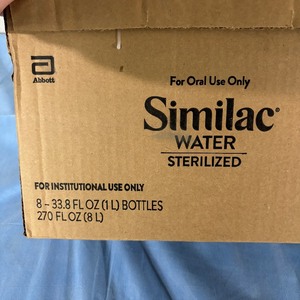 Abbott
For Oral Use Only
Similac®
WATER
STERILIZED
FOR INSTITUTIONAL USE ONLY
8 – 33.8 FL OZ (1 L) BOTTLES
270 FL OZ (8 L)